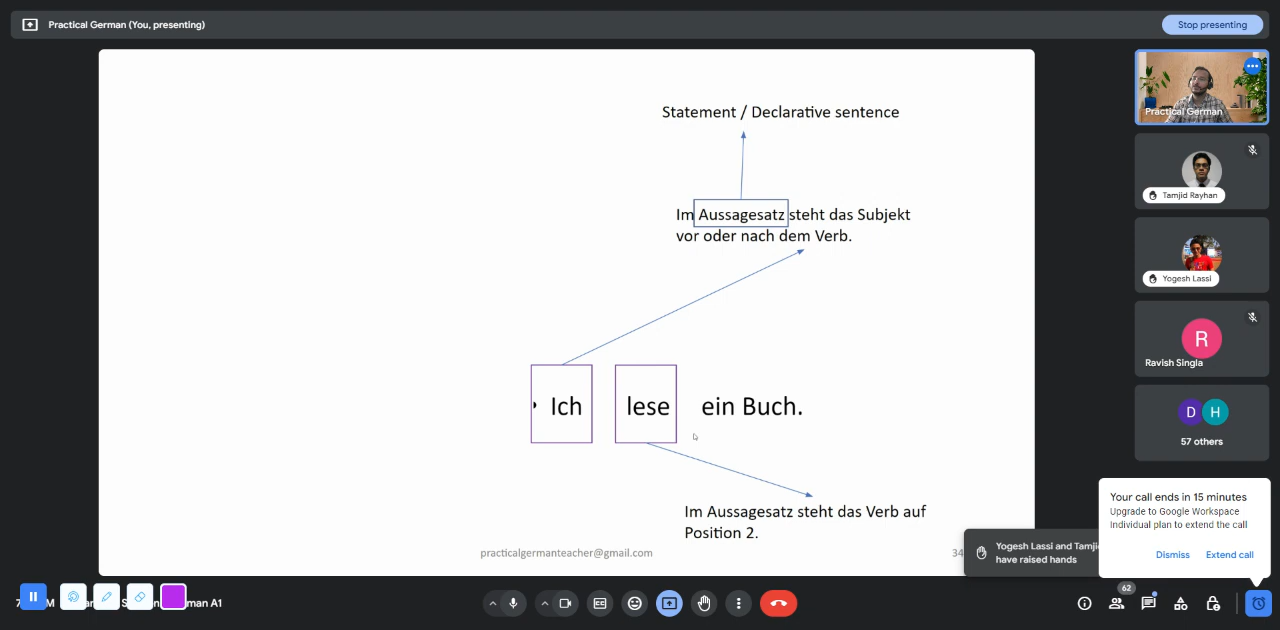 Practical German (You, presenting)
Stop presenting
Statement / Declarative sentence
Im Aussagesatz steht das Subjekt
vor oder nach dem Verb.
Ich lese ein Buch.
Im Aussagesatz steht das Verb auf
Position 2.
practicalgermanteacher@gmail.com
34
Practical German
Tamjid Rayhan
Yogesh Lassi
R
Ravish Singla
D H
57 others
Your call ends in 15 minutes
Upgrade to Google Workspace
Individual plan to extend the call
Dismiss Extend call
Yogesh Lassi and Tamji
have raised hands
man A1
62